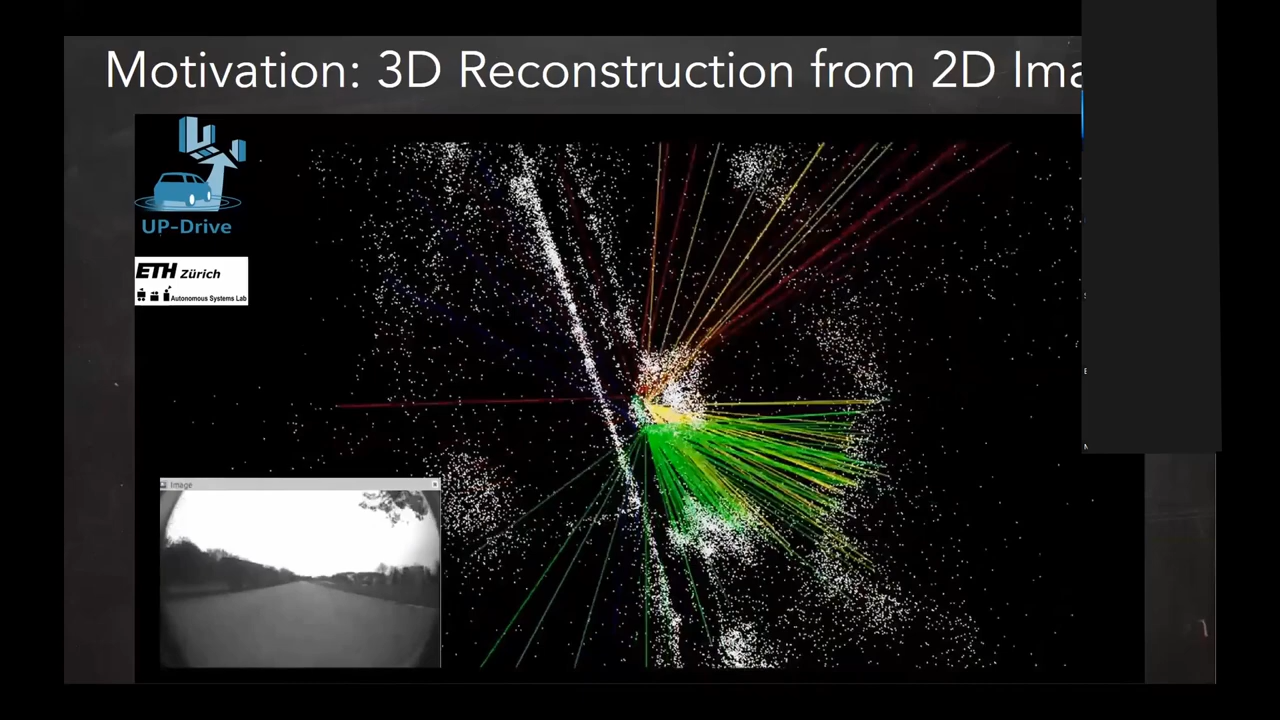 Motivation: 3D Reconstruction from 2D Ima
UP-Drive
ETH Zürich
Autonomous Systems Lab
Image